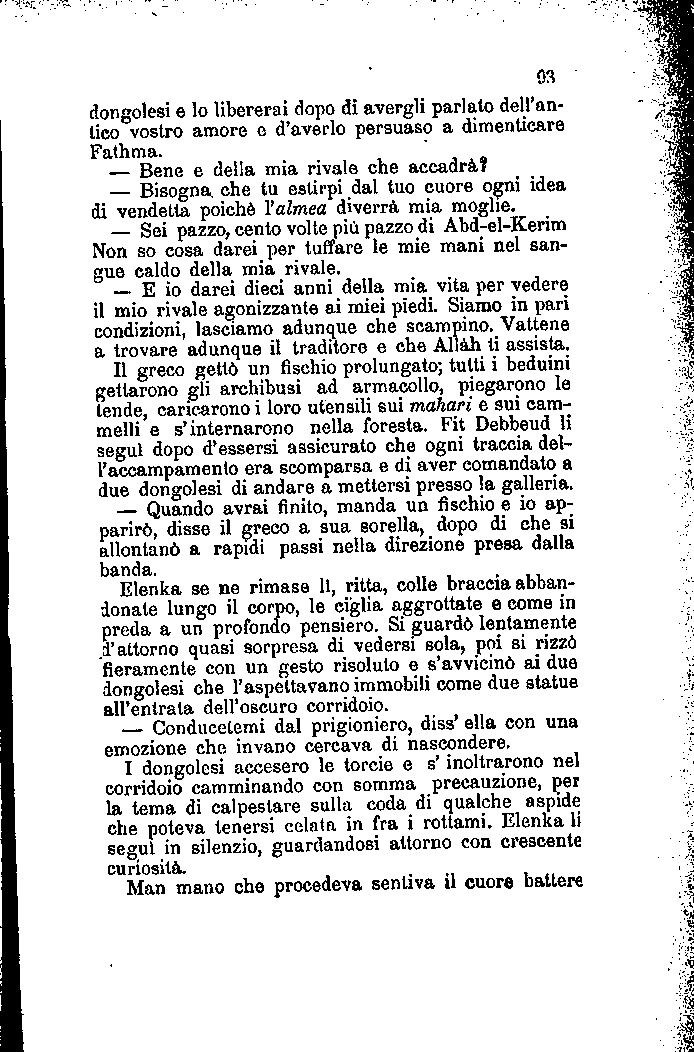 93
dongolesi e lo libererai dopo di avergli parlato dell'an-
tico vostro amore e d'averlo persuaso a dimenticare
Fathma.
— Bene e della mia rivale che accadrà?
— Bisogna che tu estirpi dal tuo cuore ogni idea
di vendetta poichè l'almea diverrà mia moglie.
— Sei pazzo, cento volte più pazzo di Abd-el-Kerim
Non so cosa darei per tuffare le mie mani nel san-
gue caldo della mia rivale.
— E io darei dieci anni della mia vita per vedere
il mio rivale agonizzante ai miei piedi. Siamo in pari
condizioni, lasciamo adunque che scampino. Vattene
a trovare adunque il traditore e che Allàh ti assista.
Il greco gettò un fischio prolungato; tutti i beduini
gettarono gli archibusi ad armacollo, piegarono le
tende, caricarono i loro utensili sui mahari e sui cam-
melli e s'internarono nella foresta. Fit Debbeud li
seguì dopo d'essersi assicurato che ogni traccia del-
l'accampamento era scomparsa e di aver comandato a
due dongolesi di andare a mettersi presso la galleria.
— Quando avrai finito, manda un fischio e io ap-
parirò, disse il greco a sua sorella, dopo di che si
allontanò a rapidi passi nella direzione presa dalla
banda.
Elenka se ne rimase lì, ritta, colle braccia abban-
donate lungo il corpo, le ciglia aggrottate e come in
preda a un profondo pensiero. Si guardò lentamente
d'attorno quasi sorpresa di vedersi sola, poi si rizzò
fieramente con un gesto risoluto e s'avvicinò ai due
dongolesi che l'aspettavano immobili come due statue
all'entrata dell'oscuro corridoio.
— Conducetemi dal prigioniero, diss' ella con una
emozione che invano cercava di nascondere.
I dongolesi accesero le torcie e s' inoltrarono nel
corridoio camminando con somma precauzione, per
la tema di calpestare sulla coda di qualche aspide
che poteva tenersi celata in fra i rottami. Elenka li
seguì in silenzio, guardandosi attorno con crescente
curiosità.
Man mano che procedeva sentiva il cuore battere